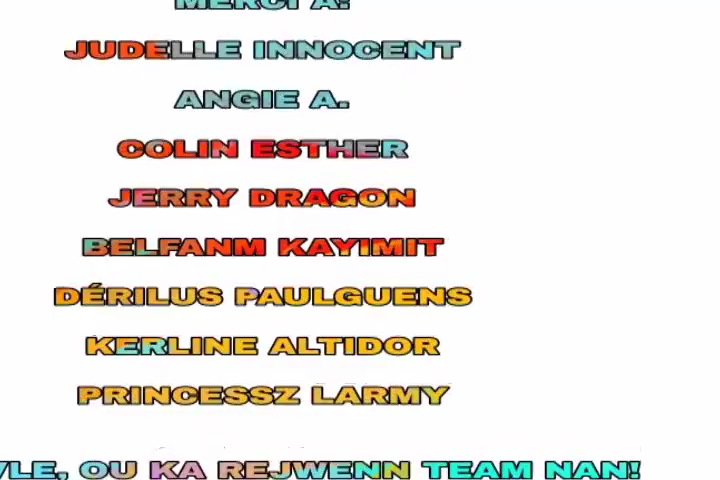 MERCI À:
JUDELLE INNOCENT
ANGIE A.
COLIN ESTHER
JERRY DRAGON
BELFANM KAYIMIT
DÉRILUS PAULGUENS
KERLINE ALTIDOR
PRINCESSZ LARMY
OU KA REJWENN TEAM NAN!